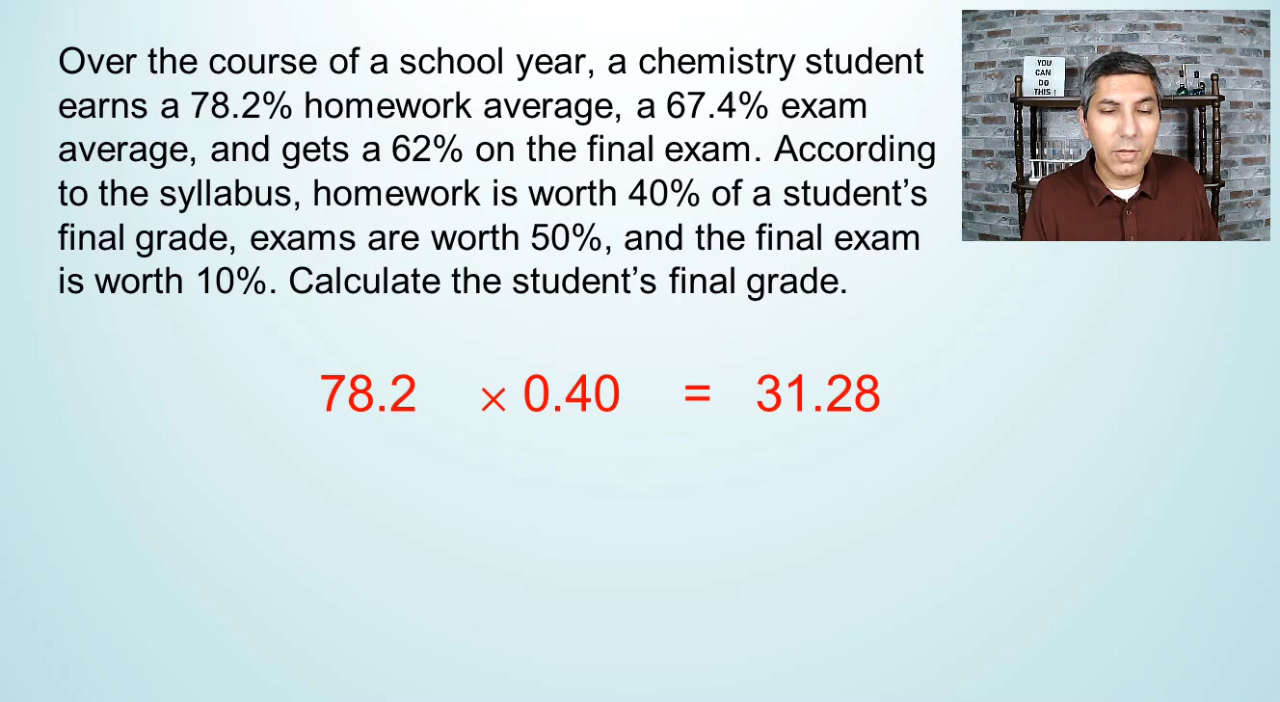 Over the course of a school year, a chemistry student
earns a 78.2% homework average, a 67.4% exam
average, and gets a 62% on the final exam. According
to the syllabus, homework is worth 40% of a student’s
final grade, exams are worth 50%, and the final exam
is worth 10%. Calculate the student’s final grade.
78.2 × 0.40 = 31.28
YOU
CAN
DO
THIS !